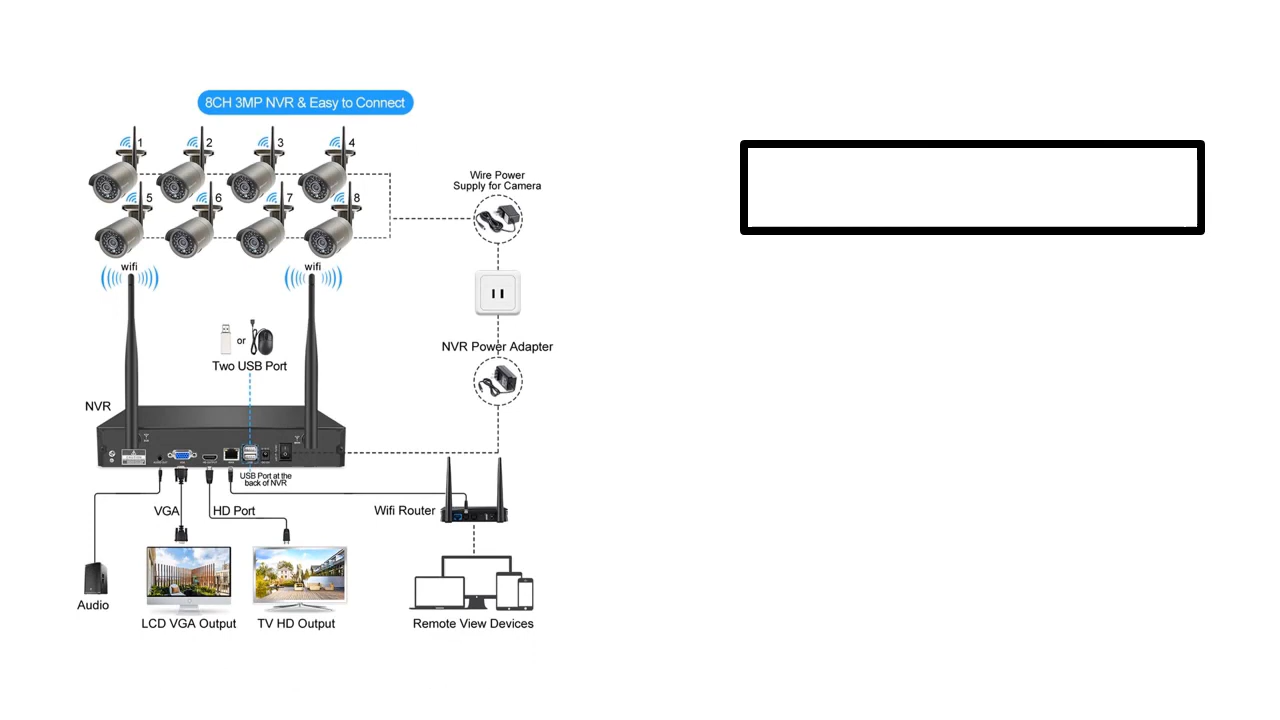 8CH 3MP NVR & Easy to Connect
1 2 3 4
5 6 7 8
Wire Power
Supply for Camera
wifi wifi
or
Two USB Port
NVR Power Adapter
NVR
USB Port at the
back of NVR
VGA HD Port
Wifi Router
Audio
LCD VGA Output
TV HD Output
Remote View Devices